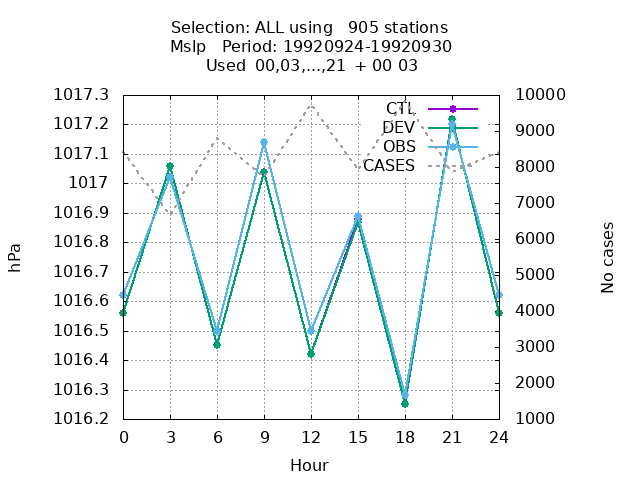 Selection: ALL using   905 stations
Mslp   Period: 19920924-19920930
Used  00,03,...,21  + 00 03
1017.3
1017.2
1017.1
1017
1016.9
1016.8
1016.7
1016.6
1016.5
1016.4
1016.3
1016.2
10000
9000
8000
7000
6000
5000
4000
3000
2000
1000
CTL
DEV
OBS
CASES
hPa
No cases
0 3 6 9 12 15 18 21 24
Hour